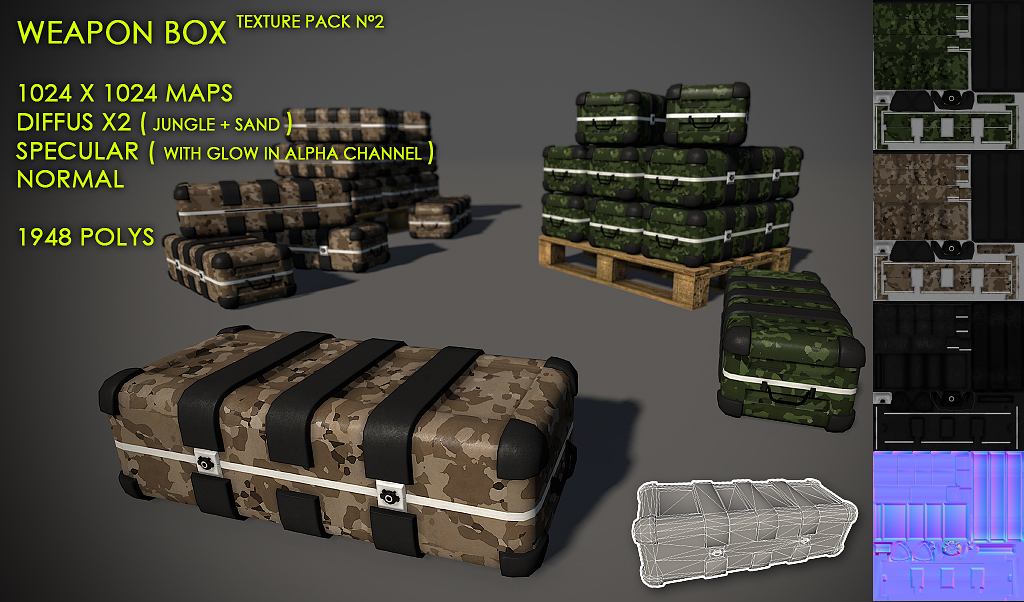 WEAPON BOX TEXTURE PACK Nº2
1024 X 1024 MAPS
DIFFUS X2 ( JUNGLE + SAND )
SPECULAR ( WITH GLOW IN ALPHA CHANNEL )
NORMAL
1948 POLYS